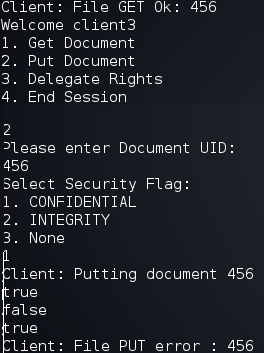 Client: File GET Ok: 456
Welcome client3
1. Get Document
2. Put Document
3. Delegate Rights
4. End Session
2
Please enter Document UID:
456
Select Security Flag:
1. CONFIDENTIAL
2. INTEGRITY
3. None
1
Client: Putting document 456
true
false
true
Client: File PUT error : 456